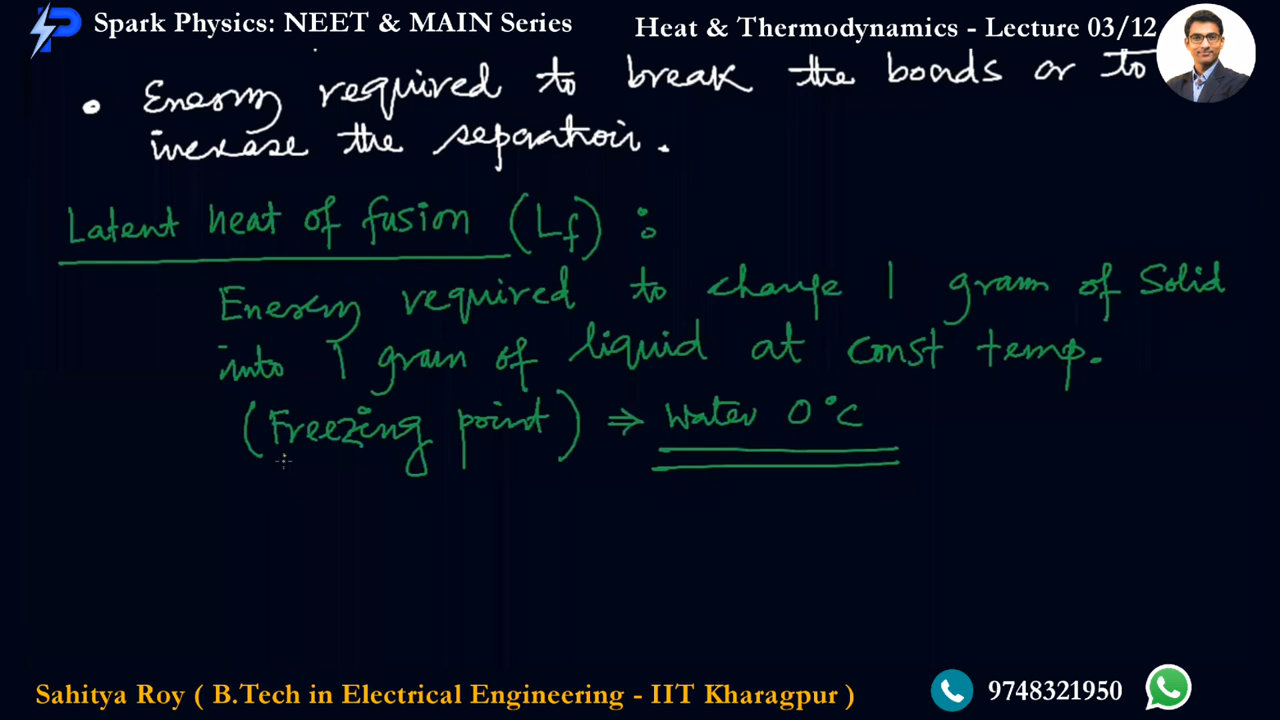 Spark Physics: NEET & MAIN Series
Heat & Thermodynamics - Lecture 03/12
• Energy required to break the bonds or to
increase the separation.
Latent heat of fusion (Lf) :
Energy required to change 1 gram of Solid
into 1 gram of liquid at const temp.
(Freezing point) ⇒ Water 0°C
Sahitya Roy ( B.Tech in Electrical Engineering - IIT Kharagpur )
9748321950